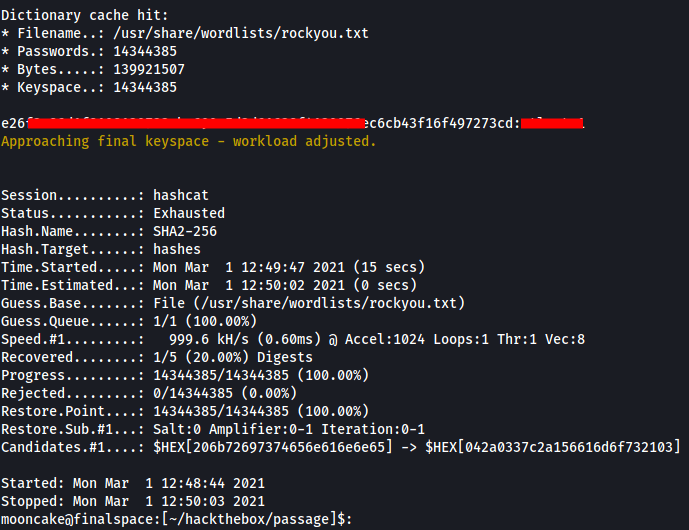 Dictionary cache hit:
* Filename..: /usr/share/wordlists/rockyou.txt
* Passwords.: 14344385
* Bytes.....: 139921507
* Keyspace..: 14344385
ec6cb43f16f497273cd:
Approaching final keyspace - workload adjusted.
Session..........: hashcat
Status...........: Exhausted
Hash.Name........: SHA2-256
Hash.Target......: hashes
Time.Started.....: Mon Mar  1 12:49:47 2021 (15 secs)
Time.Estimated...: Mon Mar  1 12:50:02 2021 (0 secs)
Guess.Base.......: File (/usr/share/wordlists/rockyou.txt)
Guess.Queue......: 1/1 (100.00%)
Speed.#1.........:   999.6 kH/s (0.60ms) @ Accel:1024 Loops:1 Thr:1 Vec:8
Recovered........: 1/5 (20.00%) Digests
Progress.........: 14344385/14344385 (100.00%)
Rejected.........: 0/14344385 (0.00%)
Restore.Point....: 14344385/14344385 (100.00%)
Restore.Sub.#1...: Salt:0 Amplifier:0-1 Iteration:0-1
Candidates.#1....: $HEX[206b72697374656e616e6e65] -> $HEX[042a0337c2a156616d6f732103]
Started: Mon Mar  1 12:48:44 2021
Stopped: Mon Mar  1 12:50:03 2021
mooncake@finalspace:[~/hackthebox/passage]$: